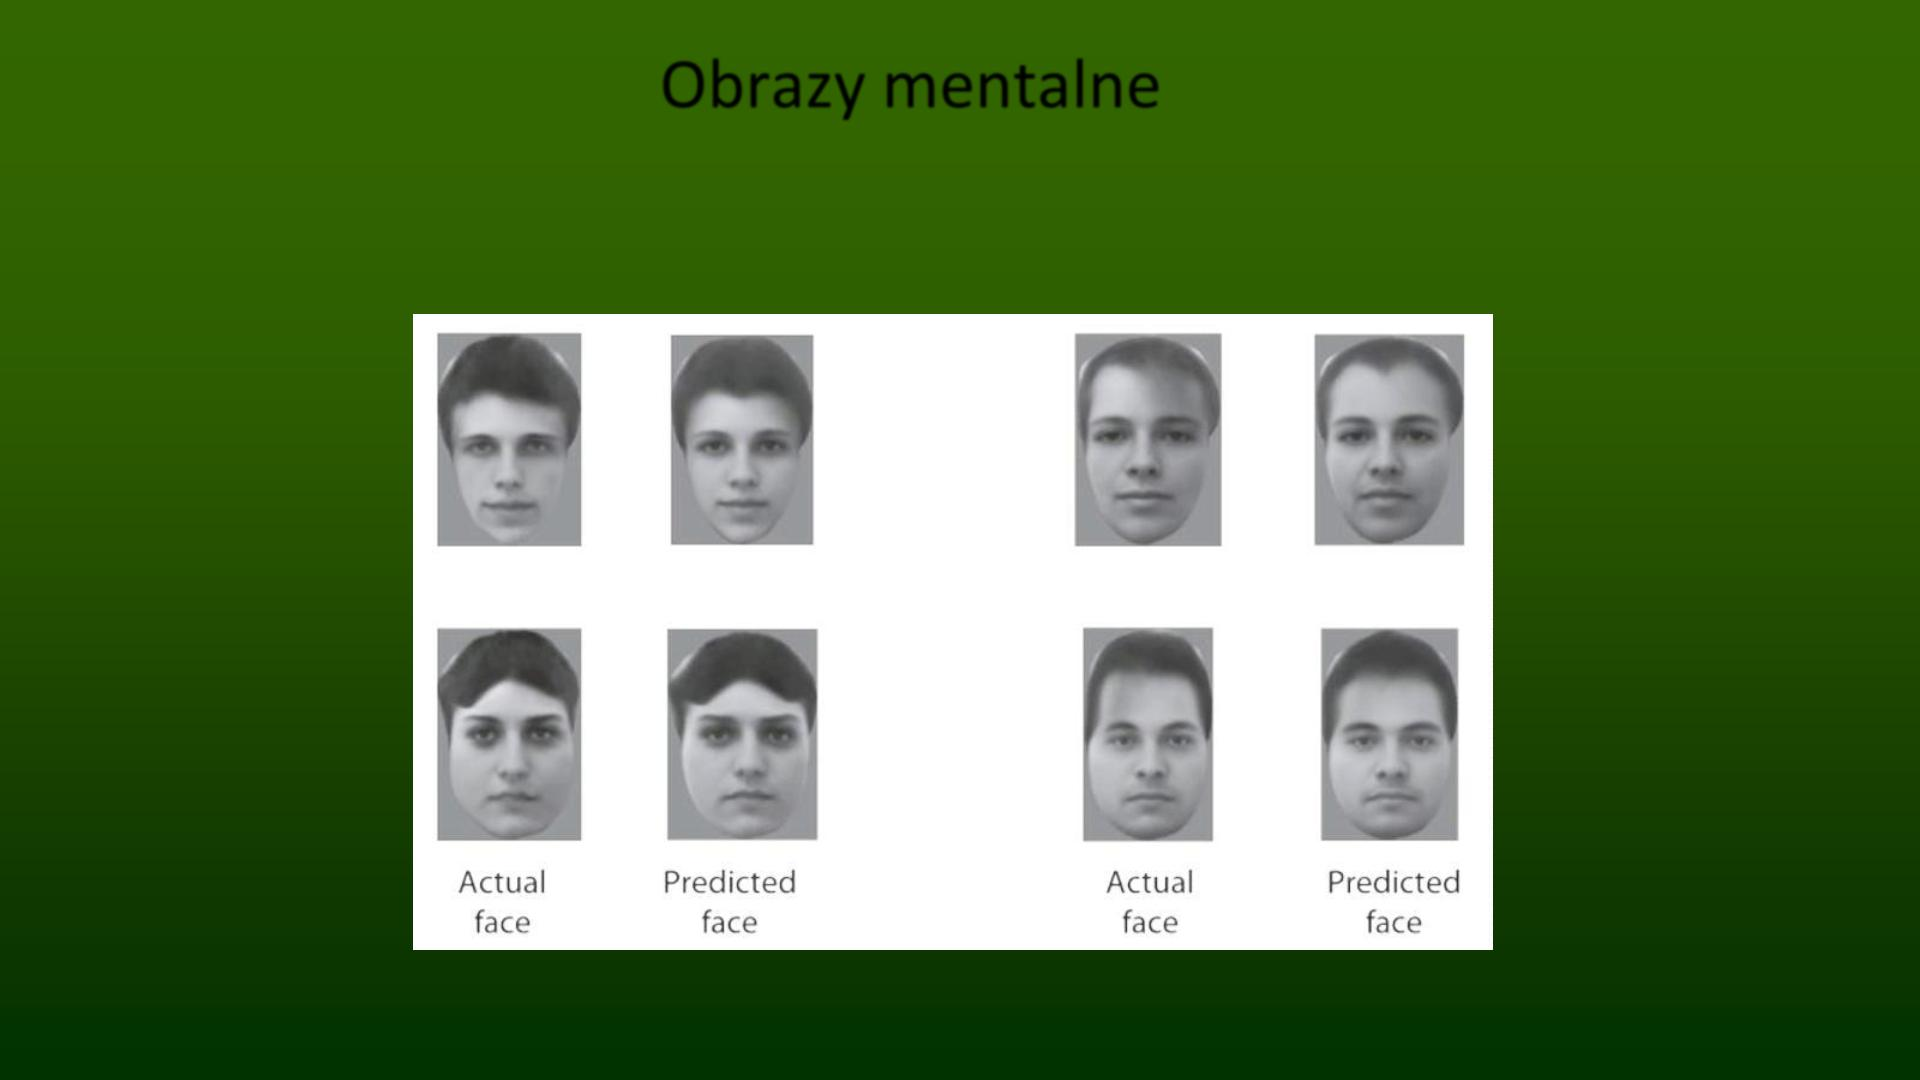 Obrazy mentalne
Actual
face
Predicted
face
Actual
face
Predicted
face